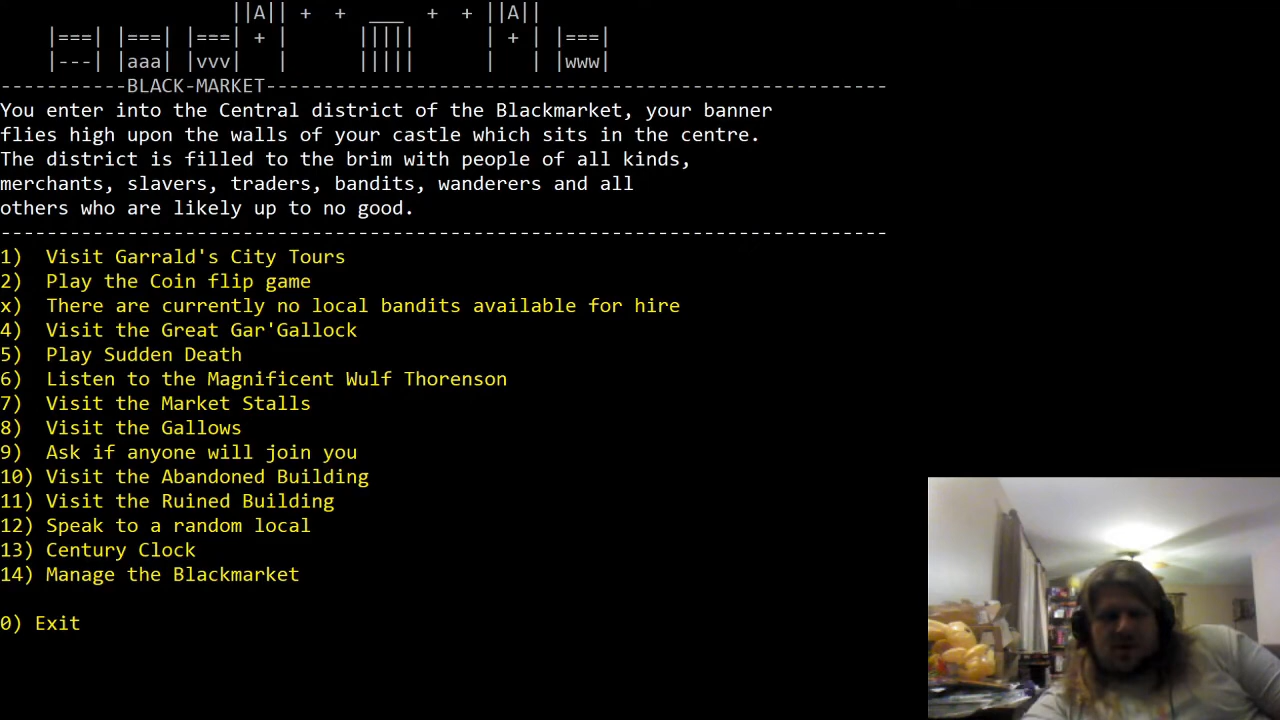 ||A|| + + ___ + + ||A||
|===| |===| |===| + | ||||| | + | |===|
|---| |aaa| |vvv| | ||||| | | |www|
-----------BLACK-MARKET------------------------------------------------------
You enter into the Central district of the Blackmarket, your banner
flies high upon the walls of your castle which sits in the centre.
The district is filled to the brim with people of all kinds,
merchants, slavers, traders, bandits, wanderers and all
others who are likely up to no good.
-----------------------------------------------------------------------------
1) Visit Garrald's City Tours
2) Play the Coin flip game
x) There are currently no local bandits available for hire
4) Visit the Great Gar'Gallock
5) Play Sudden Death
6) Listen to the Magnificent Wulf Thorenson
7) Visit the Market Stalls
8) Visit the Gallows
9) Ask if anyone will join you
10) Visit the Abandoned Building
11) Visit the Ruined Building
12) Speak to a random local
13) Century Clock
14) Manage the Blackmarket
0) Exit